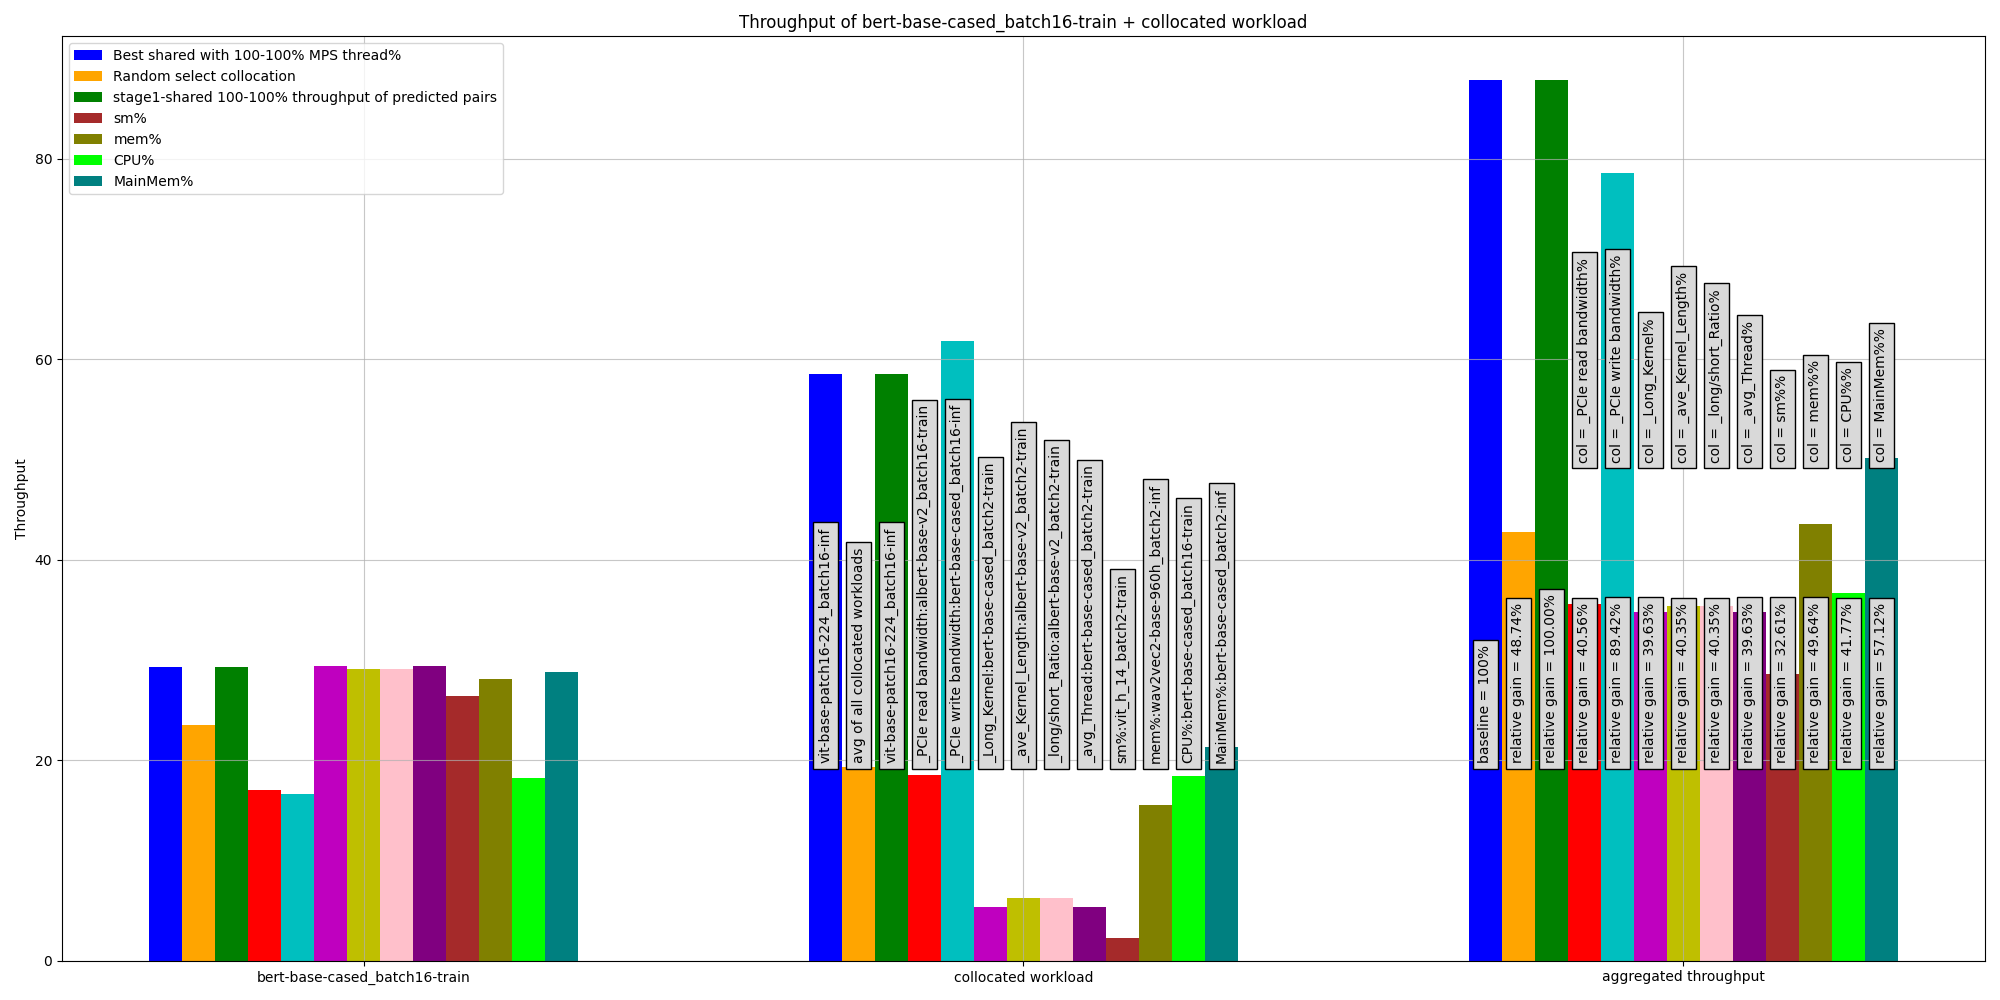 Throughput of bert-base-cased_batch16-train + collocated workload
Best shared with 100-100% MPS thread%
Random select collocation
stage1-shared 100-100% throughput of predicted pairs
sm%
mem%
CPU%
MainMem%
Throughput
80
60
40
20
0
vit-base-patch16-224_batch16-inf
avg of all collocated workloads
vit-base-patch16-224_batch16-inf
_PCIe read bandwidth:albert-base-v2_batch16-train
_PCIe write bandwidth:bert-base-cased_batch16-inf
_Long_Kernel:bert-base-cased_batch2-train
_ave_Kernel_Length:albert-base-v2_batch2-train
_long/short_Ratio:albert-base-v2_batch2-train
_avg_Thread:bert-base-cased_batch2-train
sm%:vit_h_14_batch2-train
mem%:wav2vec2-base-960h_batch2-inf
CPU%:bert-base-cased_batch16-train
MainMem%:bert-base-cased_batch2-inf
col = _PCIe read bandwidth%
col = _PCIe write bandwidth%
col = _Long_Kernel%
col = _ave_Kernel_Length%
col = _long/short_Ratio%
col = _avg_Thread%
col = sm%%
col = mem%%
col = CPU%%
col = MainMem%%
baseline = 100%
relative gain = 48.74%
relative gain = 100.00%
relative gain = 40.56%
relative gain = 89.42%
relative gain = 39.63%
relative gain = 40.35%
relative gain = 40.35%
relative gain = 39.63%
relative gain = 32.61%
relative gain = 49.64%
relative gain = 41.77%
relative gain = 57.12%
bert-base-cased_batch16-train
collocated workload
aggregated throughput